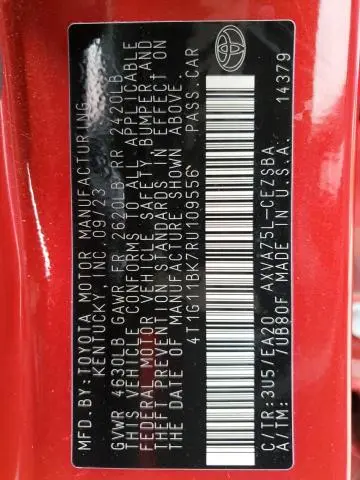 MFD.BY:TOYOTA MOTOR MANUFACTURING
KENTUCKY, INC 09/23
GVWR 4630LB GAWR FR 2620LB RR 2420LB
THIS VEHICLE CONFORMS TO ALL APPLICABLE
FEDERAL MOTOR VEHICLE SAFETY, BUMPER,AND
THEFT PREVENTION STANDARDS IN EFFECT ON
THE DATE OF MANUFACTURE SHOWN ABOVE.
4T1G11BK7RU109556 PASS.CAR
C/TR:3U5/EA20 AXVA75L-CEZSBA
A/TM: 7UB80F MADE IN U.S.A. 14379